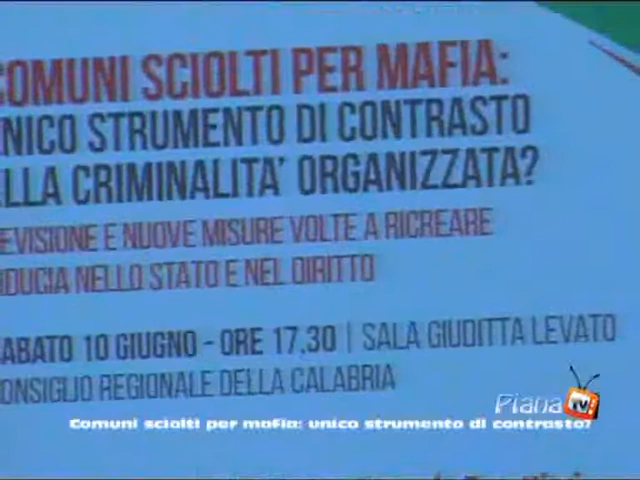 COMUNI SCIOLTI PER MAFIA:
NICO STRUMENTO DI CONTRASTO
LLA CRIMINALITA' ORGANIZZATA?
EVISIONE E NUOVE MISURE VOLTE A RICREARE
DUCIA NELLO STATO E NEL DIRITTO
ABATO 10 GIUGNO - ORE 17,30 | SALA GIUDITTA LEVATO
ONSIGLIO REGIONALE DELLA CALABRIA
Piana TV
Comuni sciolti per mafia: unico strumento di contrasto?